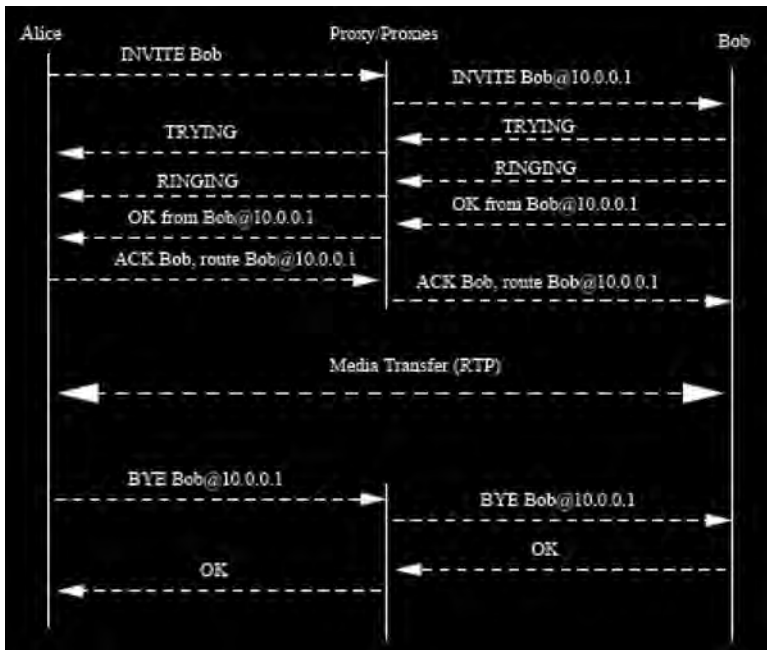 Alice
Proxy/Proxies
Bob
INVITE Bob
INVITE Bob@10.0.0.1
TRYING
TRYING
RINGING
RINGING
OK from Bob@10.0.0.1
OK from Bob@10.0.0.1
ACK Bob, route Bob@10.0.0.1
ACK Bob, route Bob@10.0.0.1
Media Transfer (RTP)
BYE Bob@10.0.0.1
BYE Bob@10.0.0.1
OK
OK